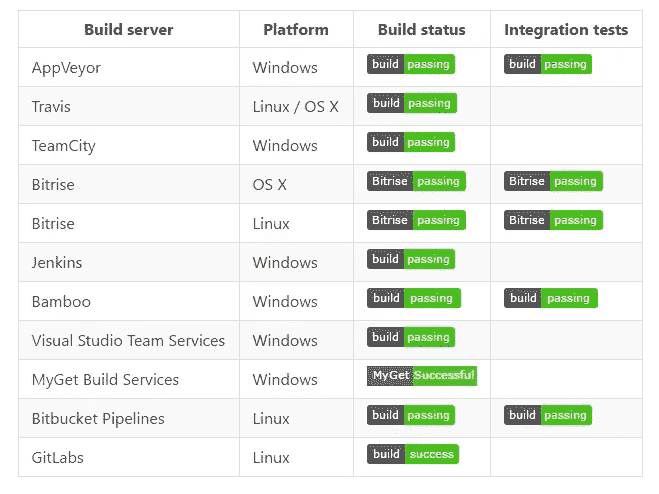 Build server Platform Build status Integration tests
AppVeyor Windows build passing build passing
Travis Linux / OS X build passing
TeamCity Windows build passing
Bitrise OS X Bitrise passing Bitrise passing
Bitrise Linux Bitrise passing Bitrise passing
Jenkins Windows build passing
Bamboo Windows build passing build passing
Visual Studio Team Services Windows build passing
MyGet Build Services Windows MyGet Successful
Bitbucket Pipelines Linux build passing build passing
GitLabs Linux build success